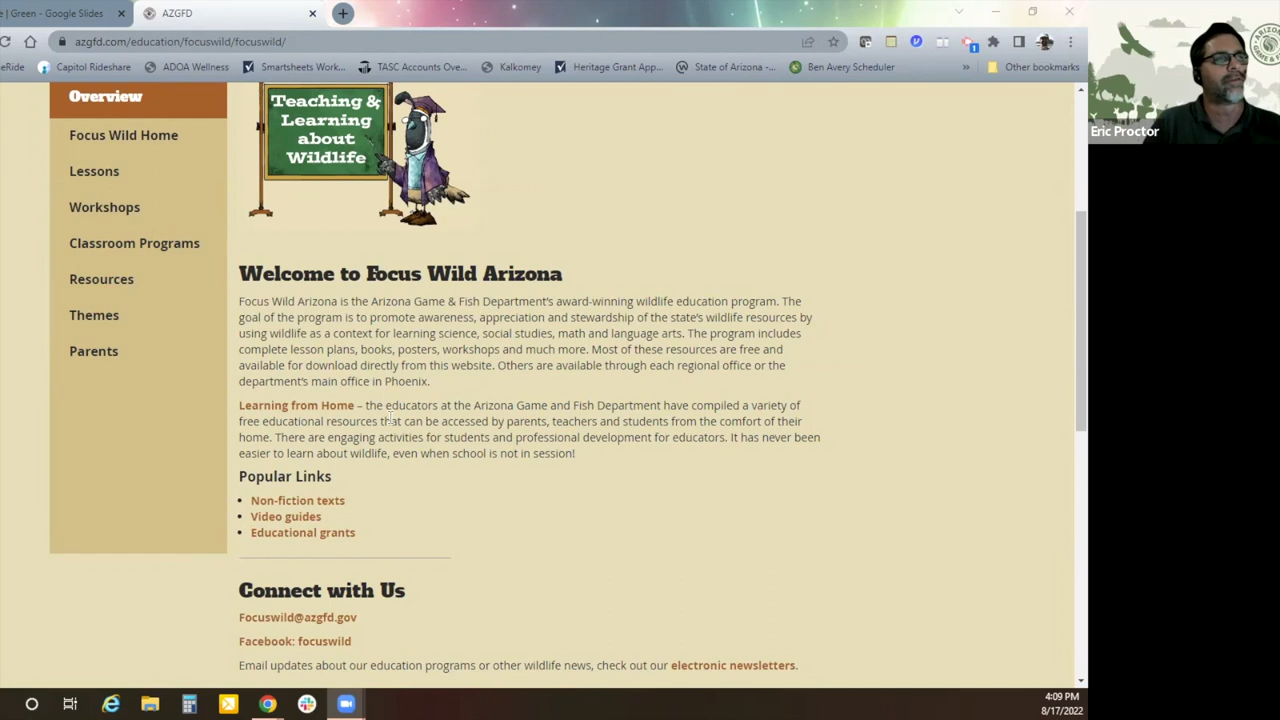 e | Green - Google Slides
AZGFD
azgfd.com/education/focuswild/focuswild/
eRide
Capitol Rideshare
ADOA Wellness
Smartsheets Work...
TASC Accounts Ove...
Kalkomey
Heritage Grant App...
State of Arizona -...
Ben Avery Scheduler
»
Other bookmarks
Eric Proctor
Overview
Focus Wild Home
Lessons
Workshops
Classroom Programs
Resources
Themes
Parents
Teaching &
Learning
about
Wildlife
Welcome to Focus Wild Arizona
Focus Wild Arizona is the Arizona Game & Fish Department's award-winning wildlife education program. The
goal of the program is to promote awareness, appreciation and stewardship of the state's wildlife resources by
using wildlife as a context for learning science, social studies, math and language arts. The program includes
complete lesson plans, books, posters, workshops and much more. Most of these resources are free and
available for download directly from this website. Others are available through each regional office or the
department's main office in Phoenix.
Learning from Home – the educators at the Arizona Game and Fish Department have compiled a variety of
free educational resources that can be accessed by parents, teachers and students from the comfort of their
home. There are engaging activities for students and professional development for educators. It has never been
easier to learn about wildlife, even when school is not in session!
Popular Links
• Non-fiction texts
• Video guides
• Educational grants
Connect with Us
Focuswild@azgfd.gov
Facebook: focuswild
Email updates about our education programs or other wildlife news, check out our electronic newsletters.
4:09 PM
8/17/2022